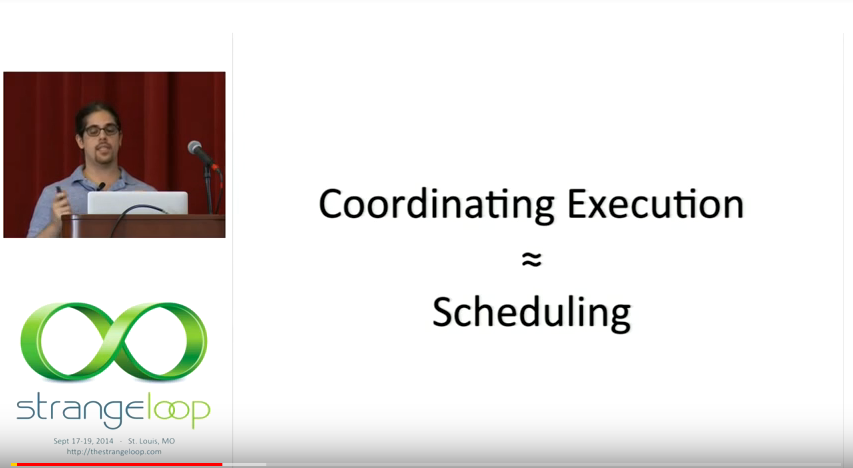 Coordinating Execution
≈
Scheduling
strangeloop
Sept 17-19, 2014 · St. Louis, MO
http://thestrangeloop.com